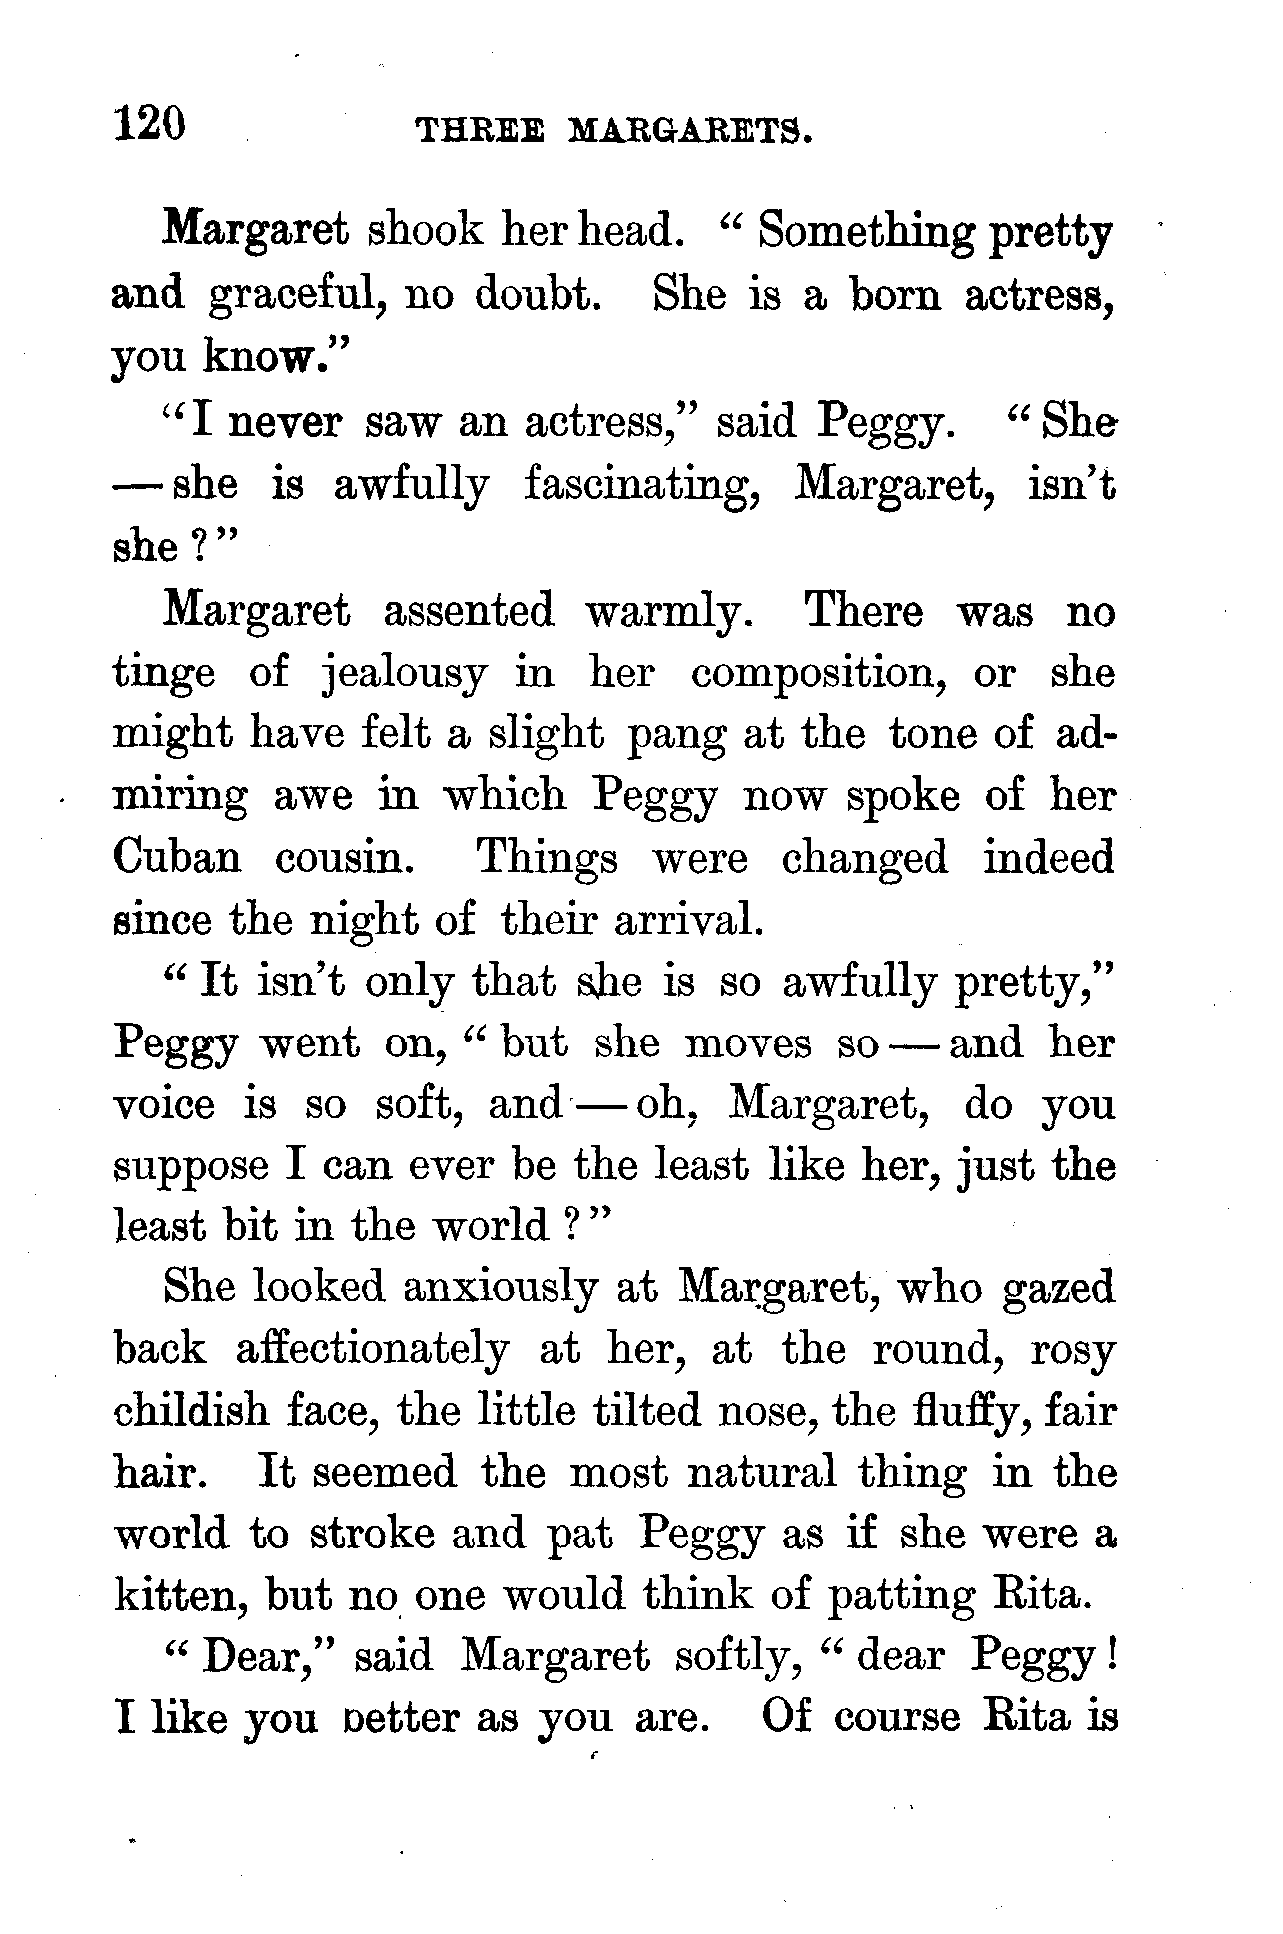 120 THREE MARGARETS.
Margaret shook her head. “ Something pretty
and graceful, no doubt. She is a born actress,
you know.”
“I never saw an actress,” said Peggy. “ She
— she is awfully fascinating, Margaret, isn’t
she ? ”
Margaret assented warmly. There was no
tinge of jealousy in her composition, or she
might have felt a slight pang at the tone of ad-
miring awe in which Peggy now spoke of her
Cuban cousin. Things were changed indeed
since the night of their arrival.
“ It isn’t only that she is so awfully pretty,”
Peggy went on, “ but she moves so — and her
voice is so soft, and — oh, Margaret, do you
suppose I can ever be the least like her, just the
least bit in the world ? ”
She looked anxiously at Margaret, who gazed
back affectionately at her, at the round, rosy
childish face, the little tilted nose, the fluffy, fair
hair. It seemed the most natural thing in the
world to stroke and pat Peggy as if she were a
kitten, but no one would think of patting Rita.
“ Dear,” said Margaret softly, “ dear Peggy !
I like you better as you are. Of course Rita is